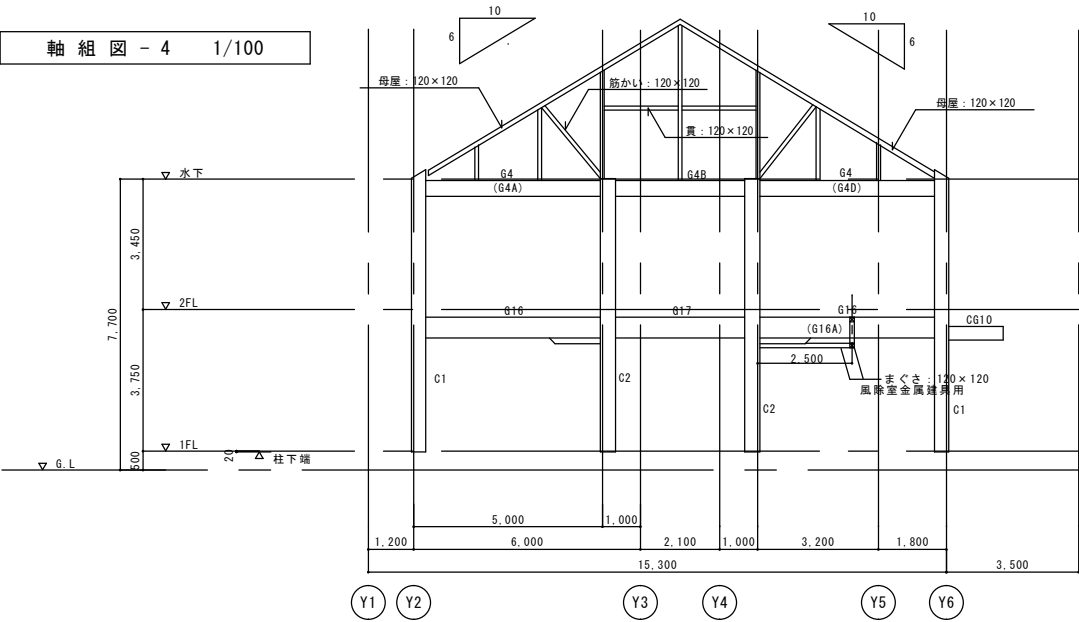 軸組図-4 1/100
10
6
10
6
母屋:120×120
筋かい:120×120
貫:120×120
母屋:120×120
水下
G4
(G4A)
G4B
G4
(G4D)
3,450
7,700
2FL
G16
G17
G16
(G16A)
CG10
2,500
3,750
C1
C2
まぐさ:120×120
風除室金属建具用
C2
C1
1FL
20
柱下端
500
G.L
5,000
1,000
1,200
6,000
2,100
1,000
3,200
1,800
15,300
3,500
Y1
Y2
Y3
Y4
Y5
Y6